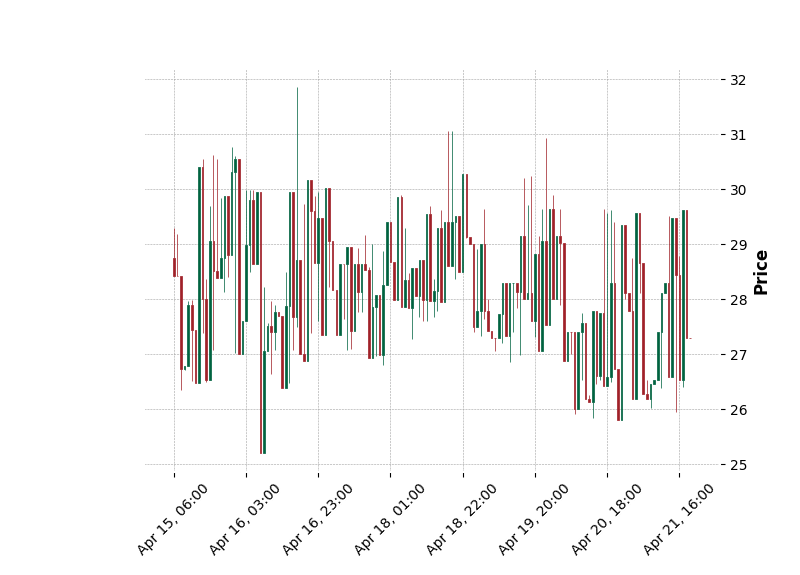 32
31
30
29
28
27
26
25
Price
Apr 15, 06:00
Apr 16, 03:00
Apr 16, 23:00
Apr 18, 01:00
Apr 18, 22:00
Apr 19, 20:00
Apr 20, 18:00
Apr 21, 16:00